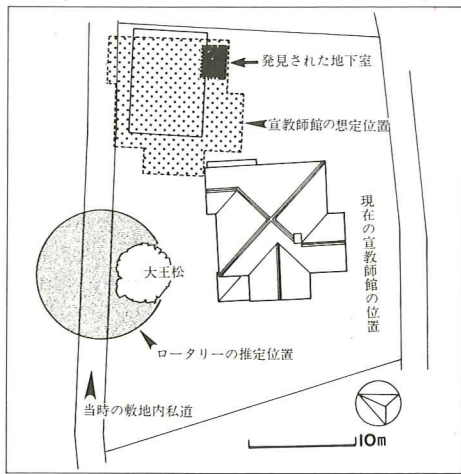 発見された地下室
宣教師館の想定位置
現在の宣教師館の位置
大王松
ロータリーの推定位置
当時の敷地内私道
10m